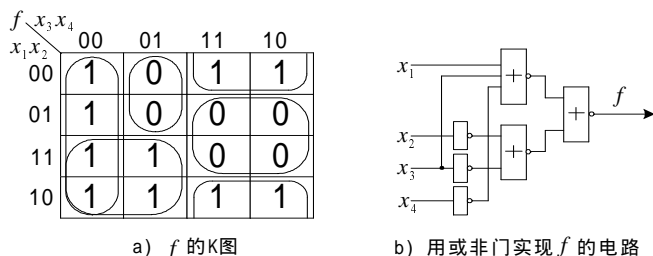 f x₃x₄
x₁x₂ 00 01 11 10
00 1 0 1 1
01 1 0 0 0
11 1 1 0 0
10 1 1 1 1
a) f 的K图
x₁
x₂
x₃
x₄
+
+
+
f
b) 用或非门实现 f 的电路